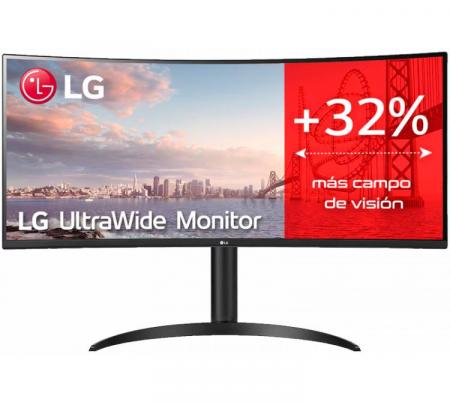 LG
+32%
más campo
de visión
LG UltraWide Monitor
LG